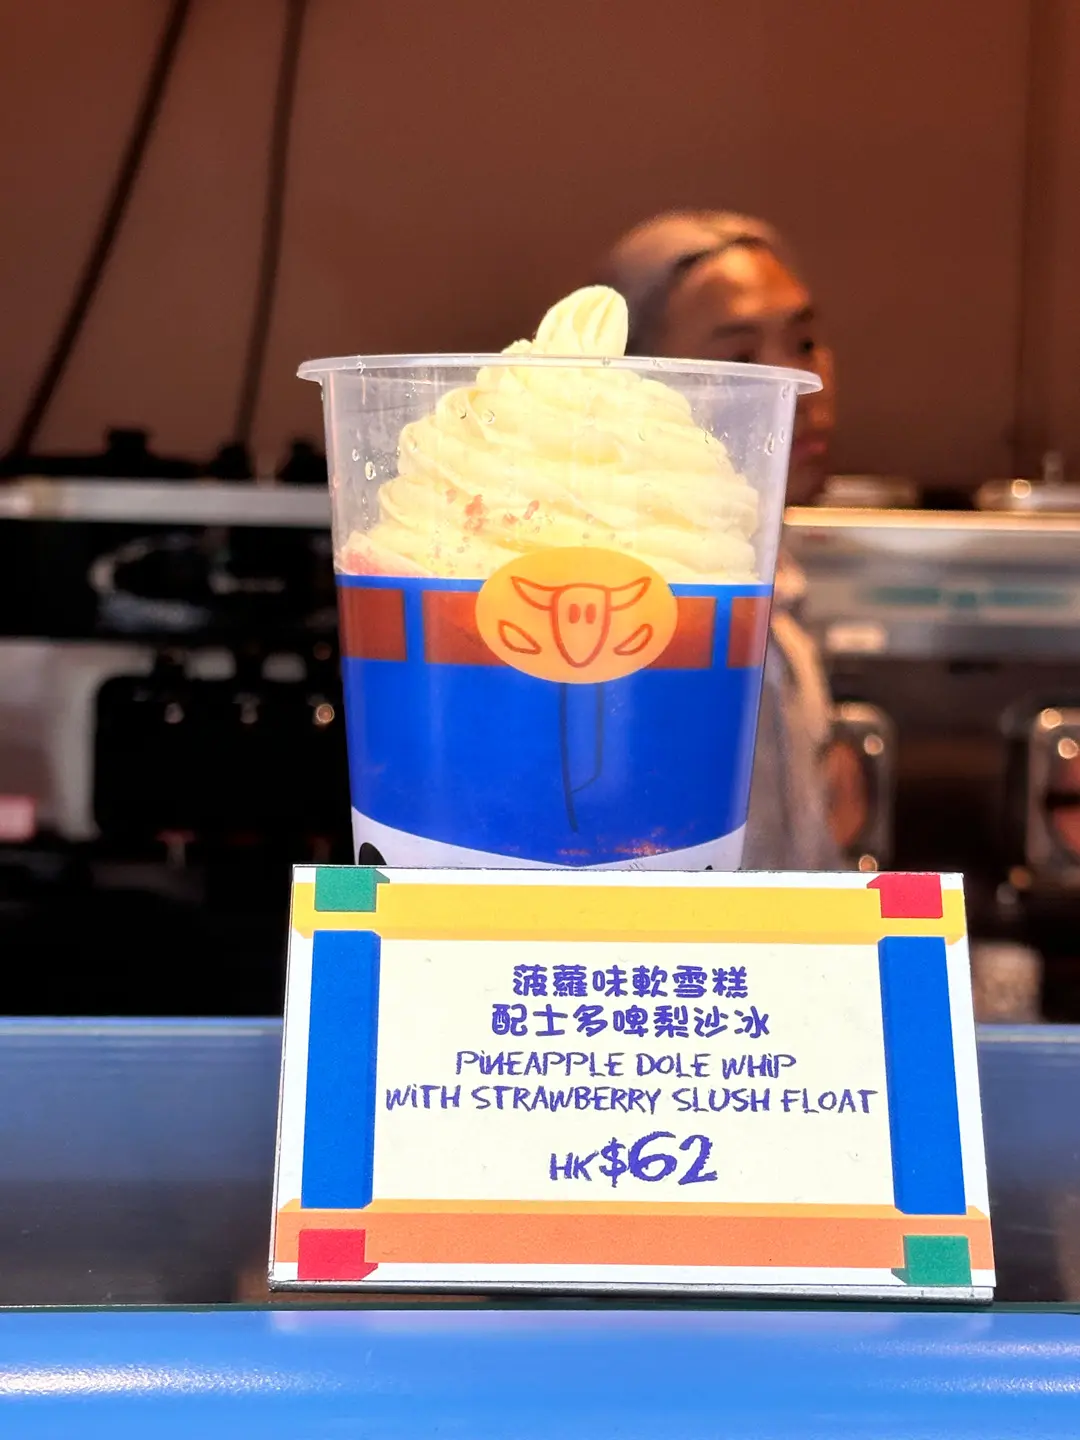 菠蘿味軟雪糕
配士多啤梨沙冰
PINEAPPLE DOLE WHIP
WITH STRAWBERRY SLUSH FLOAT
HK$62